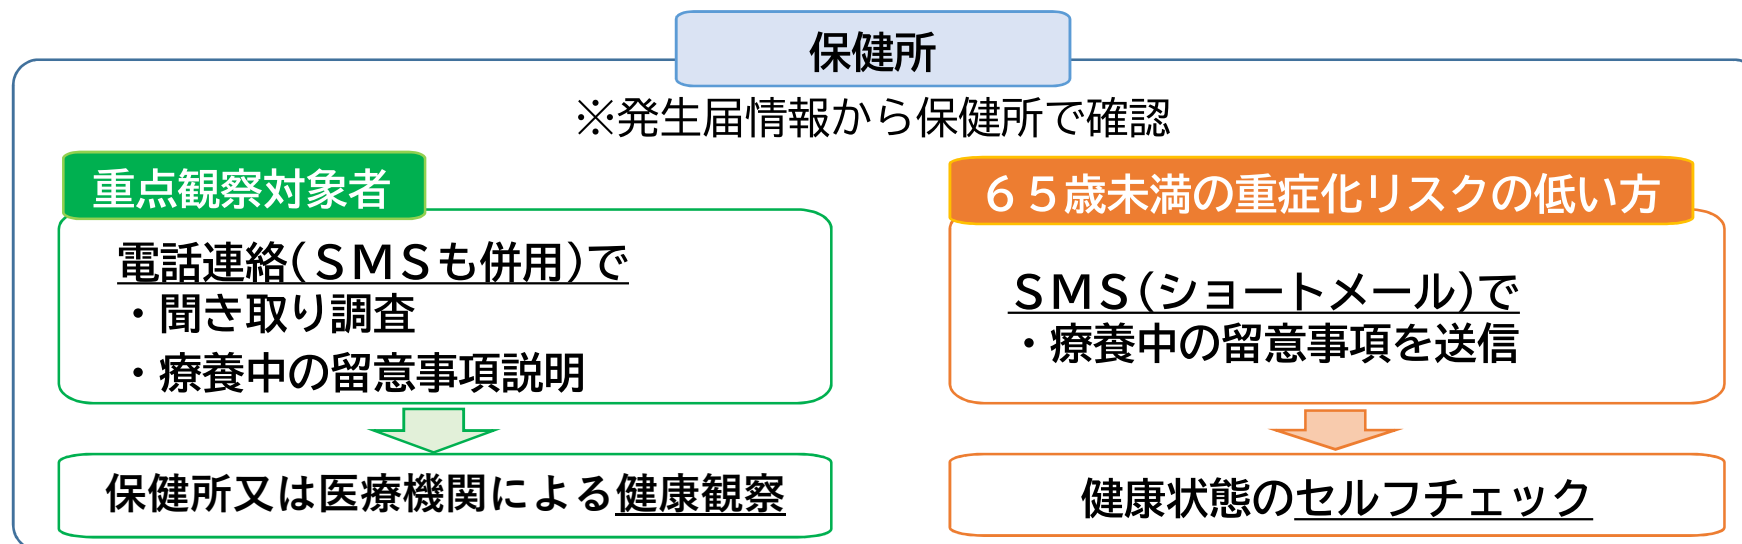 保健所
※発生届情報から保健所で確認
重点観察対象者
電話連絡(ＳＭＳも併用)で
・聞き取り調査
・療養中の留意事項説明
保健所又は医療機関による健康観察
６５歳未満の重症化リスクの低い方
ＳＭＳ(ショートメール)で
・療養中の留意事項を送信
健康状態のセルフチェック